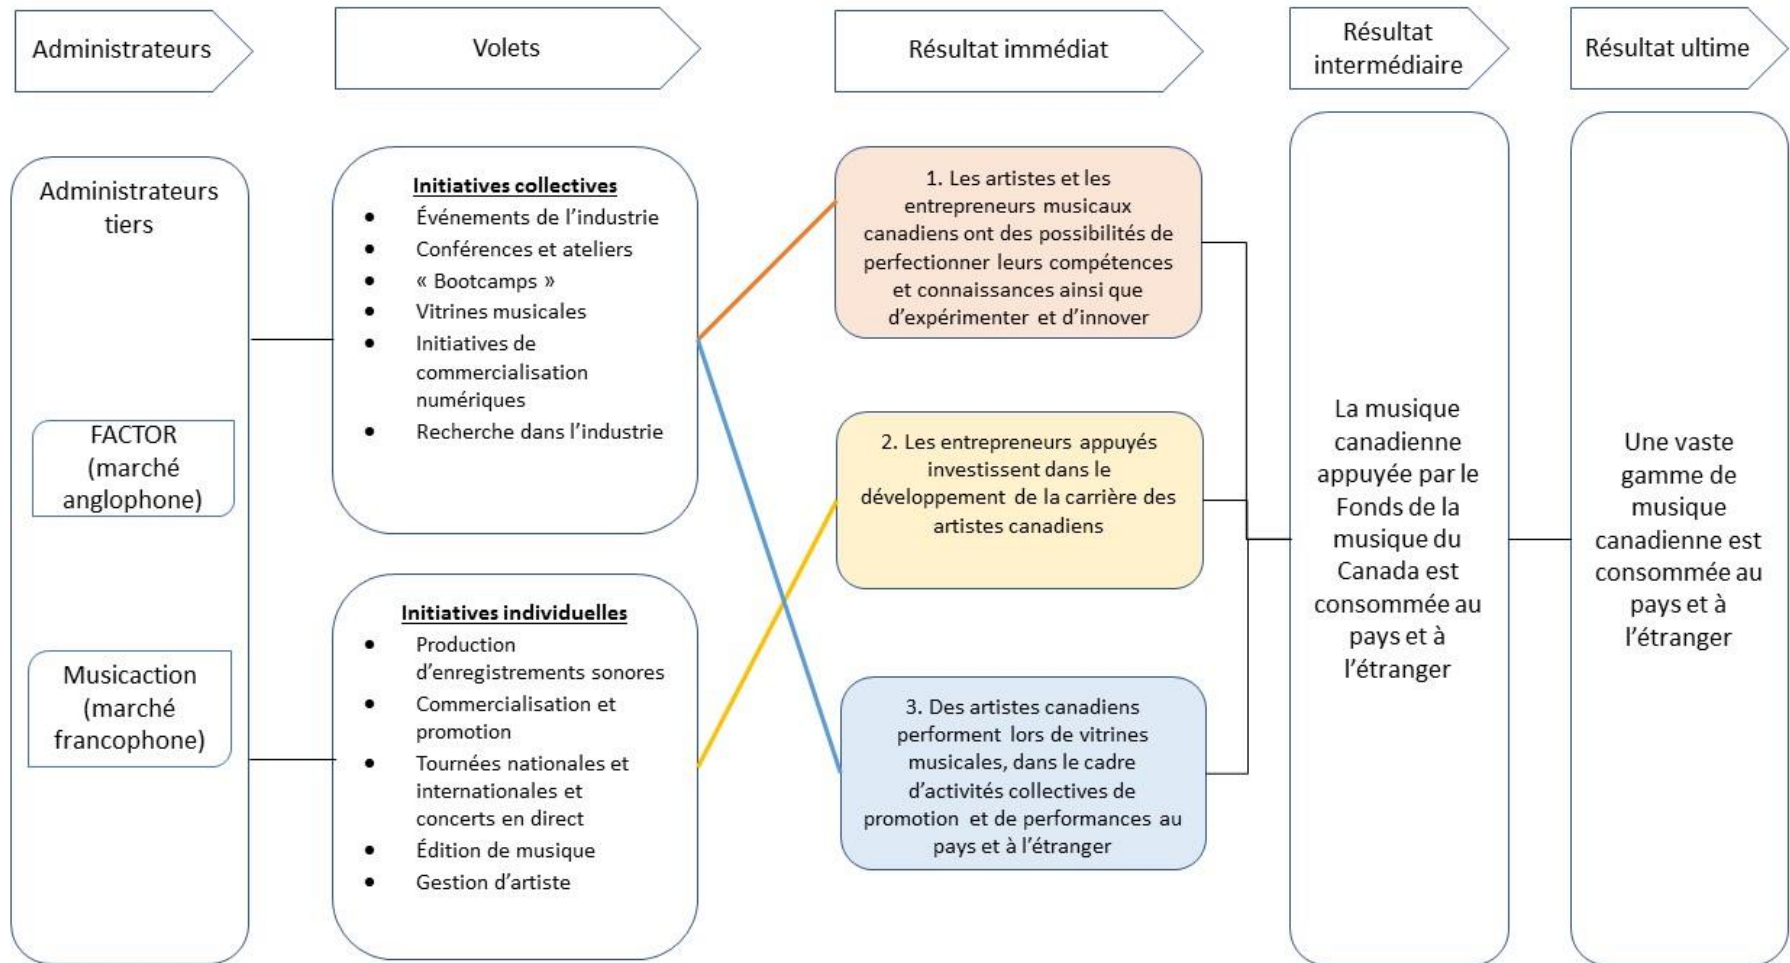 Administrateurs
Volets
Résultat immédiat
Résultat
intermédiaire
Résultat ultime
Administrateurs
tiers
FACTOR
(marché
anglophone)
Musicaction
(marché
francophone)
Initiatives collectives
• Événements de l’industrie
• Conférences et ateliers
• « Bootcamps »
• Vitrines musicales
• Initiatives de
commercialisation
numériques
• Recherche dans l’industrie
Initiatives individuelles
• Production
d’enregistrements sonores
• Commercialisation et
promotion
• Tournées nationales et
internationales et
concerts en direct
• Édition de musique
• Gestion d’artiste
1. Les artistes et les
entrepreneurs musicaux
canadiens ont des possibilités de
perfectionner leurs compétences
et connaissances ainsi que
d’expérimenter et d’innover
2. Les entrepreneurs appuyés
investissent dans le
développement de la carrière des
artistes canadiens
3. Des artistes canadiens
performent lors de vitrines
musicales, dans le cadre
d’activités collectives de
promotion et de performances au
pays et à l’étranger
La musique
canadienne
appuyée par le
Fonds de la
musique du
Canada est
consommée au
pays et à
l’étranger
Une vaste
gamme de
musique
canadienne est
consommée au
pays et à
l’étranger